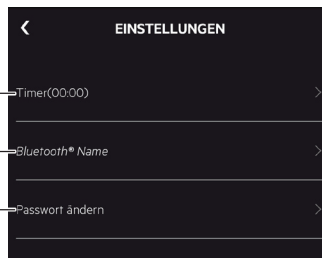 EINSTELLUNGEN
Timer(00:00)
Bluetooth® Name
Passwort ändern